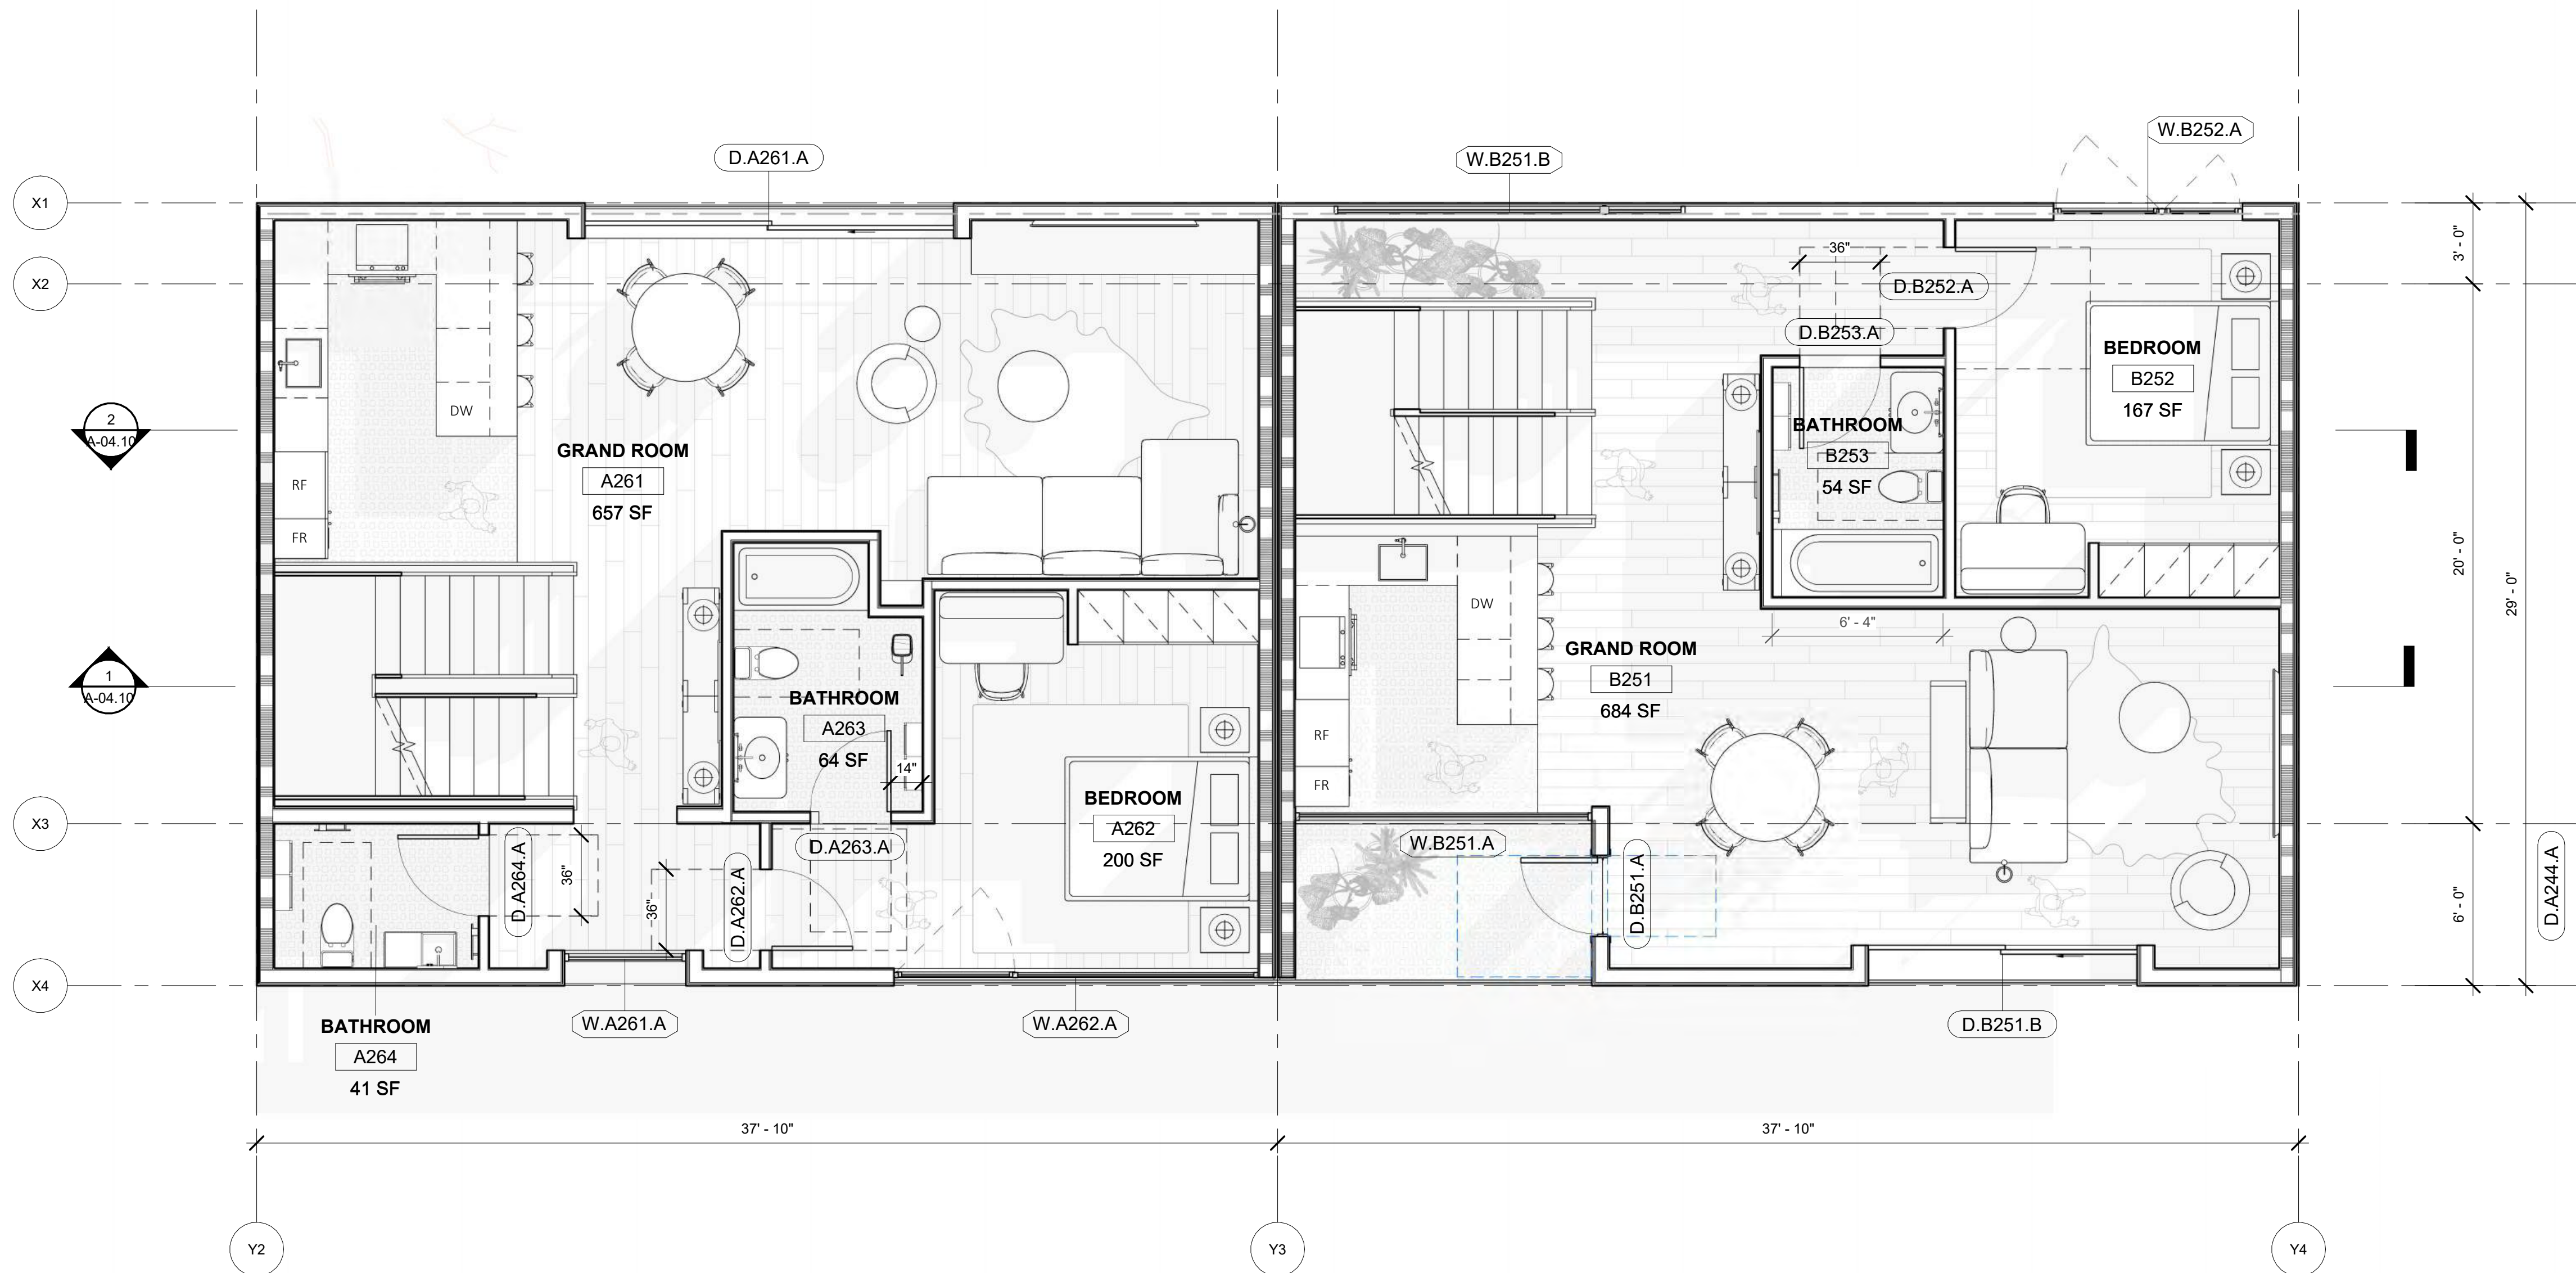 W.B252.A
D.A261.A
W.B251.B
X1
X2
36"
D.B252.A
D.B253.A
3' - 0"
BEDROOM
B252
167 SF
2
A-04.10
DW
GRAND ROOM
A261
657 SF
RF
FR
BATHROOM
B253
54 SF
20' - 0"
29' - 0"
DW
6' - 4"
GRAND ROOM
B251
684 SF
1
A-04.10
BATHROOM
A263
64 SF
14"
RF
FR
BEDROOM
A262
200 SF
X3
D.A264.A
36"
36"
D.A262.A
D.A263.A
W.B251.A
D.B251.A
6' - 0"
D.A244.A
X4
BATHROOM
A264
41 SF
W.A261.A
W.A262.A
D.B251.B
37' - 10"
37' - 10"
Y2
Y3
Y4